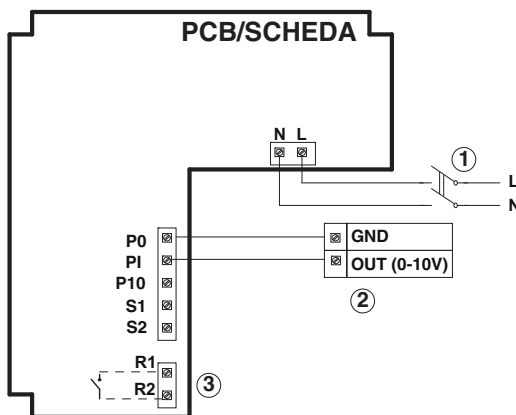 PCB/SCHEDA
N L
1
L
N
P0
PI
P10
S1
S2
GND
OUT (0-10V)
2
R1
R2
3